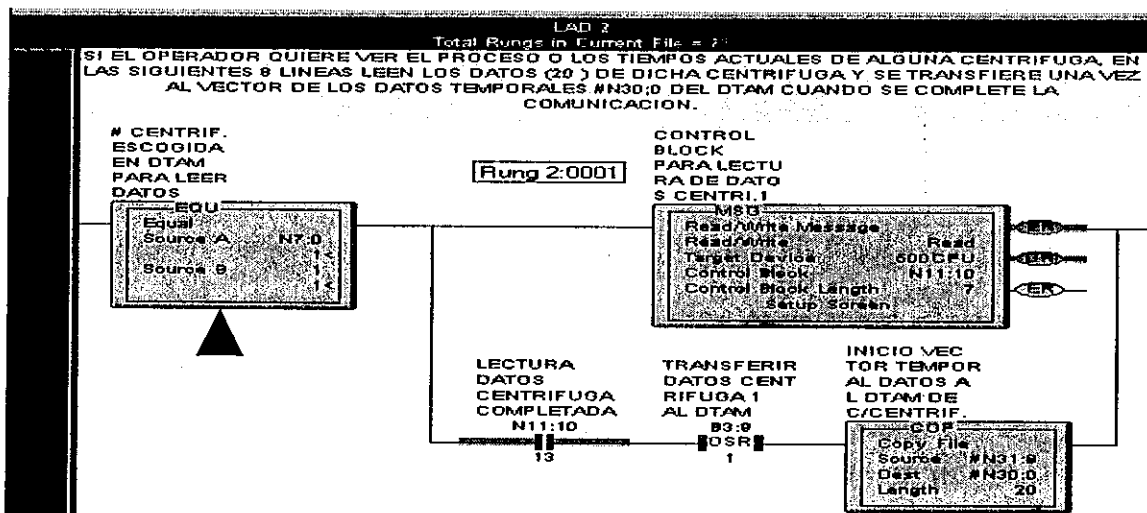 LAD 2
Total Rungs in Current File =
SI EL OPERADOR QUIERE VER EL PROCESO O LOS TIEMPOS ACTUALES DE ALGUNA CENTRIFUGA, EN
LAS SIGUIENTES 8 LINEAS LEEN LOS DATOS (20 ) DE DICHA CENTRIFUGA Y SE TRANSFIERE UNA VEZ
AL VECTOR DE LOS DATOS TEMPORALES #N30:0 DEL DTAM CUANDO SE COMPLETE LA
COMUNICACION.
# CENTRIF.
ESCOGIDA
EN DTAM
PARA LEER
DATOS
EQU
Equal
Source A N7:0
1<
Source B 1
1<
Rung 2:0001
CONTROL
BLOCK
PARA LECTU
RA DE DATO
S CENTRI.1
MSG
Read/Write Message
Read/Write Read
Target Device 500CPU
Control Block N11:10
Control Block Length 7
Setup Screen
(EN)
(DN)
(ER)
LECTURA
DATOS
CENTRIFUGA
COMPLETADA
N11:10
13
TRANSFERIR
DATOS CENT
RIFUGA 1
AL DTAM
B3:9
[OSR]
1
INICIO VEC
TOR TEMPOR
AL DATOS A
L DTAM DE
C/CENTRIF.
COP
Copy File
Source #N31:9
Dest #N30:0
Length 20